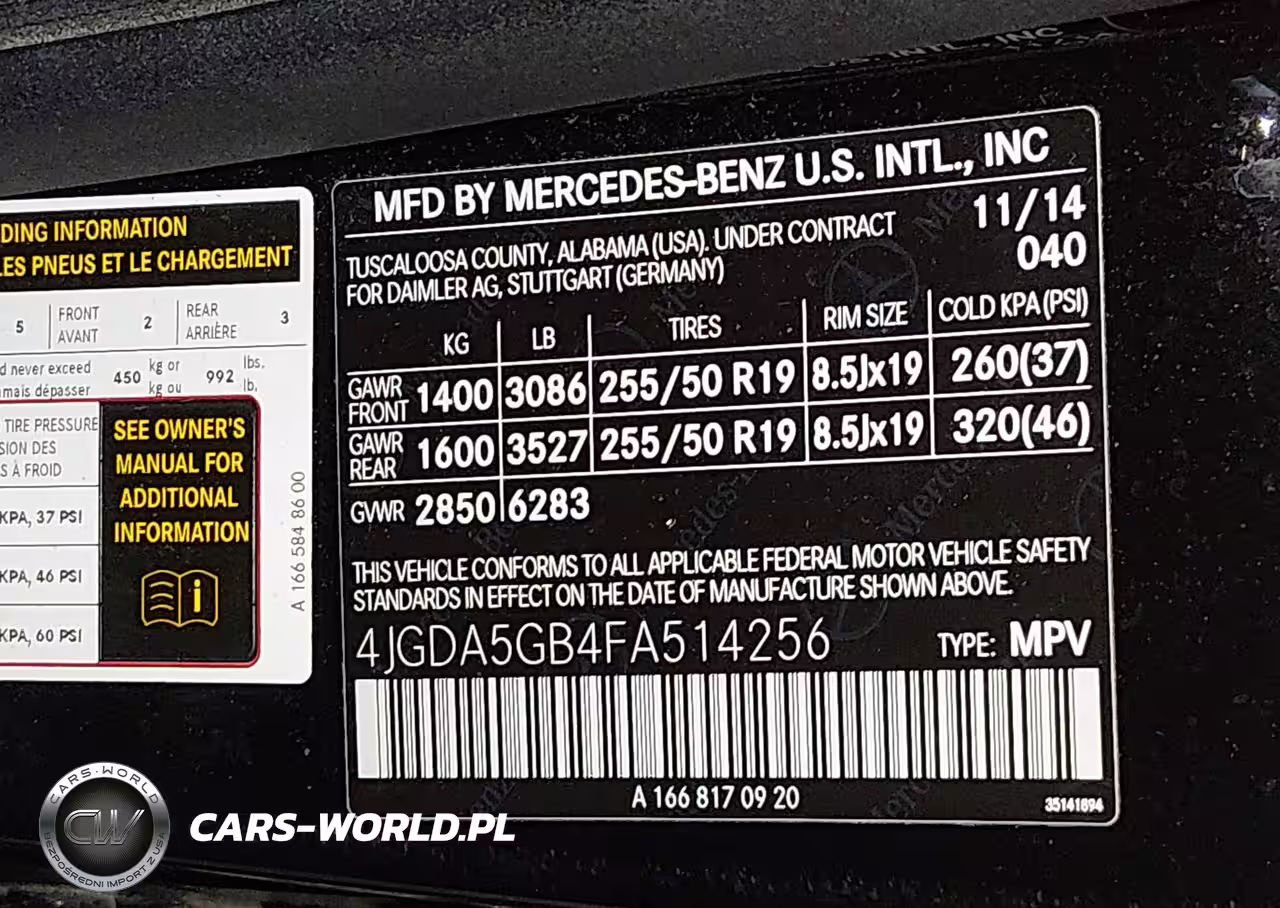 DING INFORMATION
LES PNEUS ET LE CHARGEMENT
5 FRONT AVANT 2 REAR ARRIÈRE 3
d never exceed 450 kg or 992 lbs.
mais dépasser kg ou lb.
TIRE PRESSURE
SION DES
S À FROID
KPA, 37 PSI
KPA, 46 PSI
KPA, 60 PSI
SEE OWNER'S
MANUAL FOR
ADDITIONAL
INFORMATION
i
A 166 584 86 00
MFD BY MERCEDES-BENZ U.S. INTL., INC
TUSCALOOSA COUNTY, ALABAMA (USA). UNDER CONTRACT
FOR DAIMLER AG, STUTTGART (GERMANY)
11/14
040
KG LB TIRES RIM SIZE COLD KPA (PSI)
GAWR FRONT 1400 3086 255/50 R19 8.5Jx19 260(37)
GAWR REAR 1600 3527 255/50 R19 8.5Jx19 320(46)
GVWR 2850 6283
THIS VEHICLE CONFORMS TO ALL APPLICABLE FEDERAL MOTOR VEHICLE SAFETY
STANDARDS IN EFFECT ON THE DATE OF MANUFACTURE SHOWN ABOVE.
4JGDA5GB4FA514256 TYPE: MPV
A 166 817 09 20
35141694
CARS-WORLD
CW
BEZPOŚREDNI IMPORT Z USA
CARS-WORLD.PL